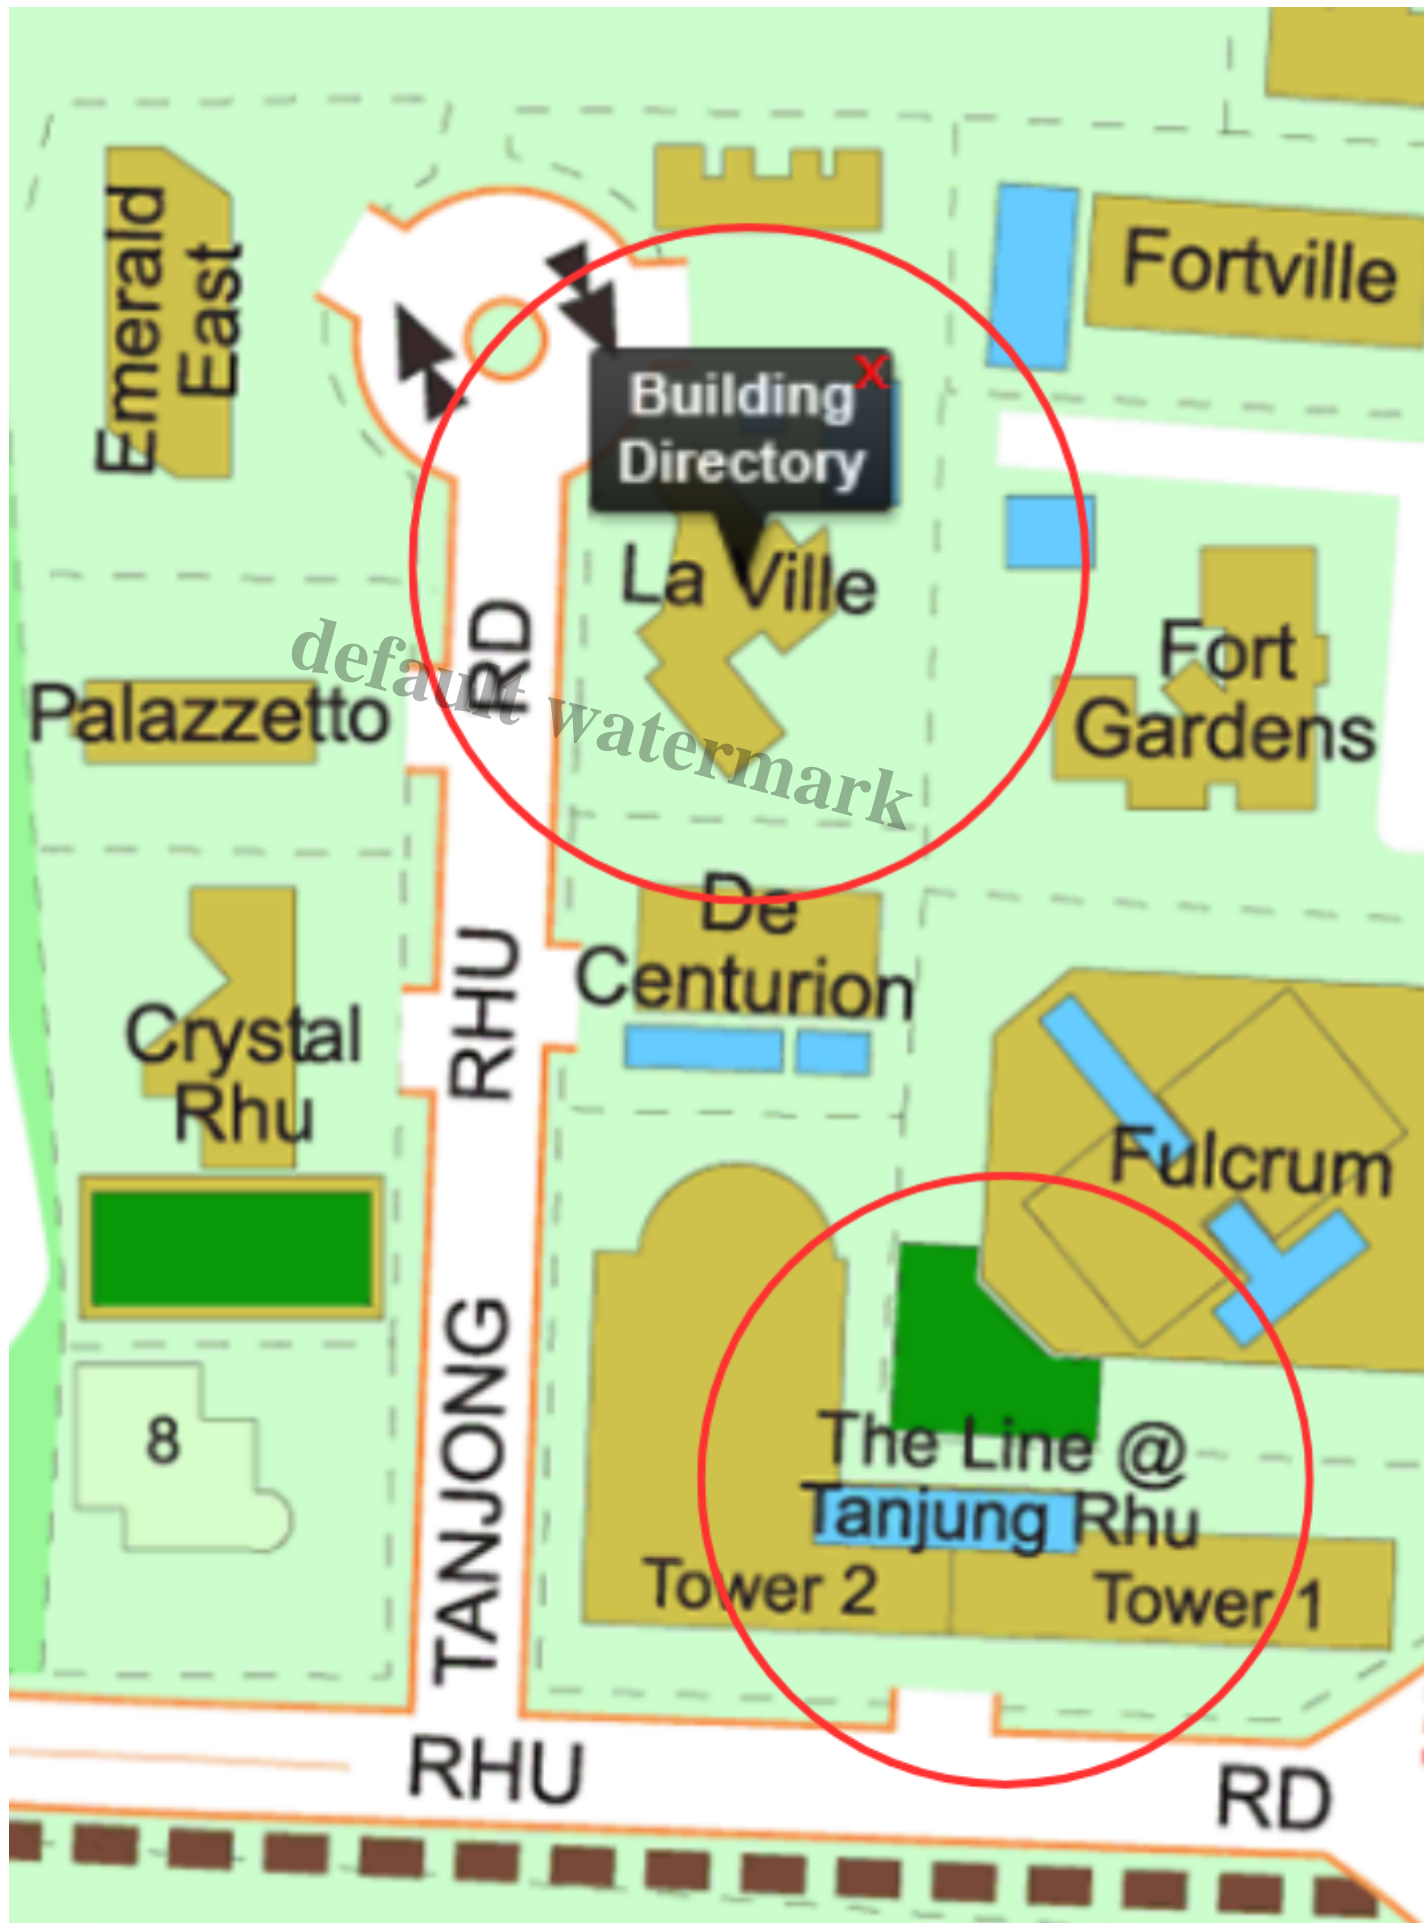 Emerald
East
Fortville
x
Building
Directory
La Ville
RD
default watermark
Palazzetto
Fort
Gardens
De
Centurion
RHU
Crystal
Rhu
Fulcrum
TANJONG
8
The Line @
Tanjung Rhu
Tower 2
Tower 1
RHU
RD